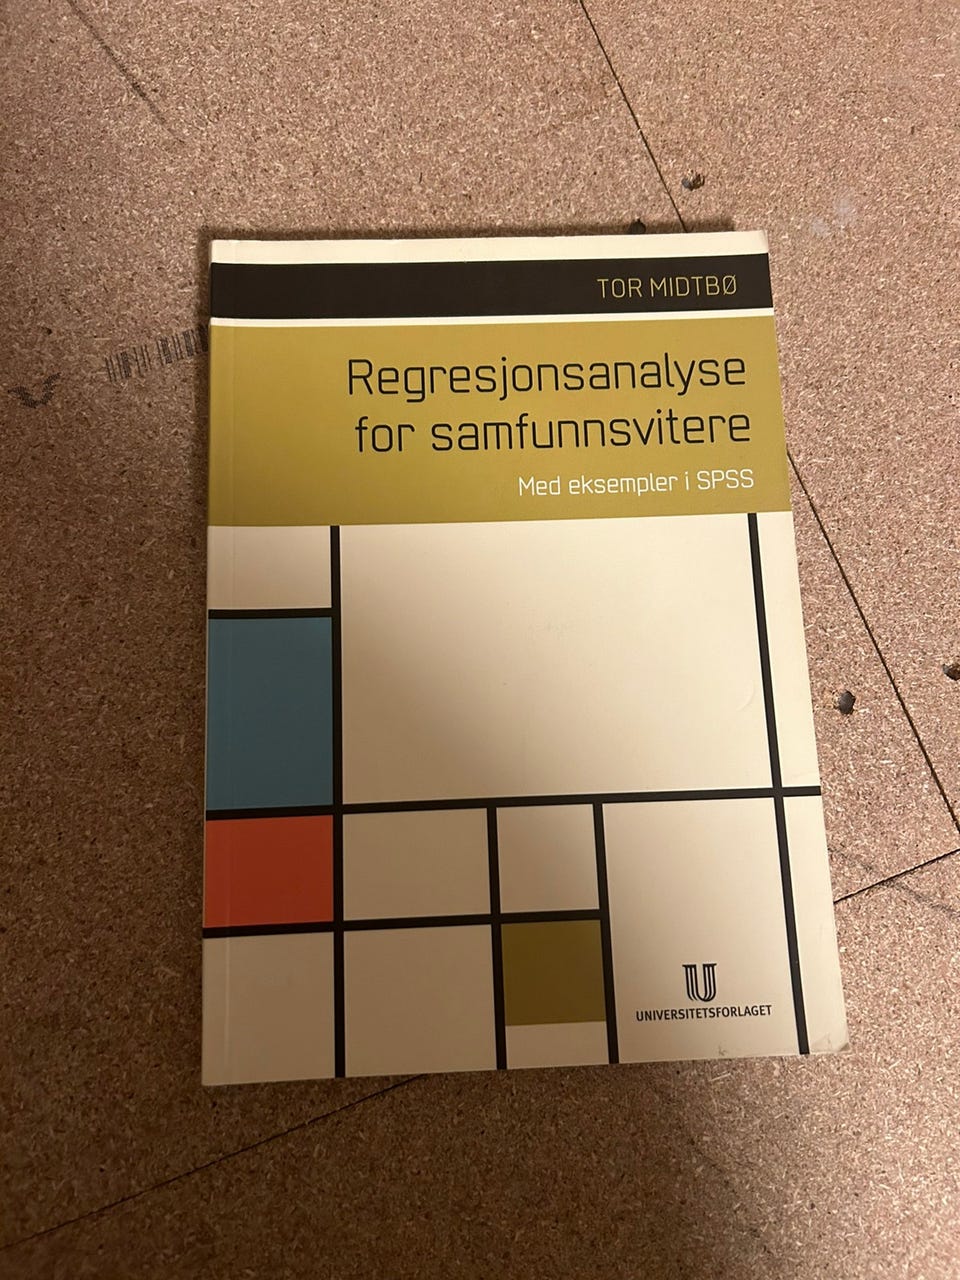 TOR MIDTBØ
Regresjonsanalyse
for samfunnsvitere
Med eksempler i SPSS
UNIVERSITETSFORLAGET